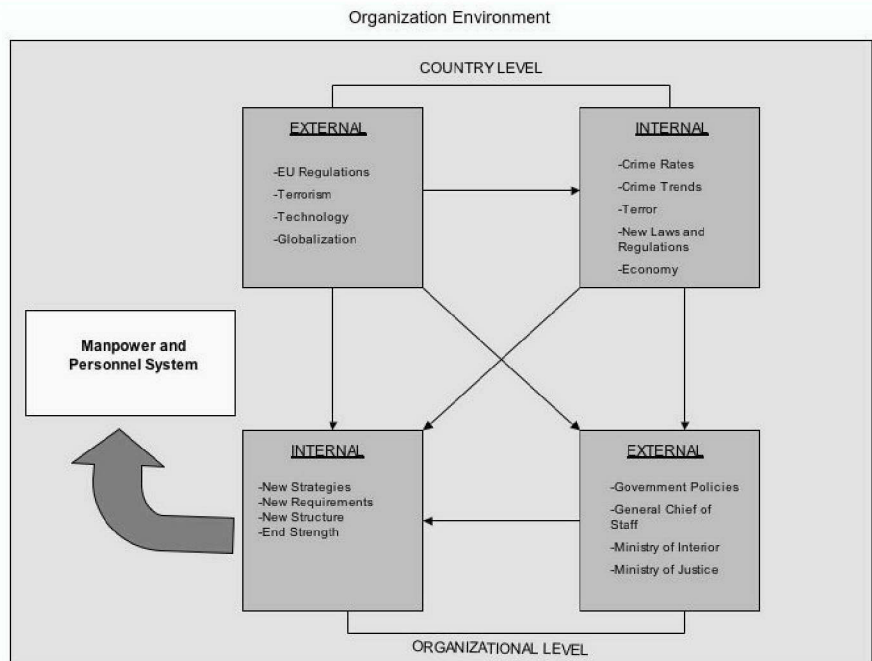 Organization Environment
COUNTRY LEVEL
EXTERNAL
-EU Regulations
-Terrorism
-Technology
-Globalization
INTERNAL
-Crime Rates
-Crime Trends
-Terror
-New Laws and
Regulations
-Economy
Manpower and
Personnel System
INTERNAL
-New Strategies
-New Requirements
-New Structure
-End Strength
EXTERNAL
-Government Policies
-General Chief of
Staff
-Ministry of Interior
-Ministry of Justice
ORGANIZATIONAL LEVEL